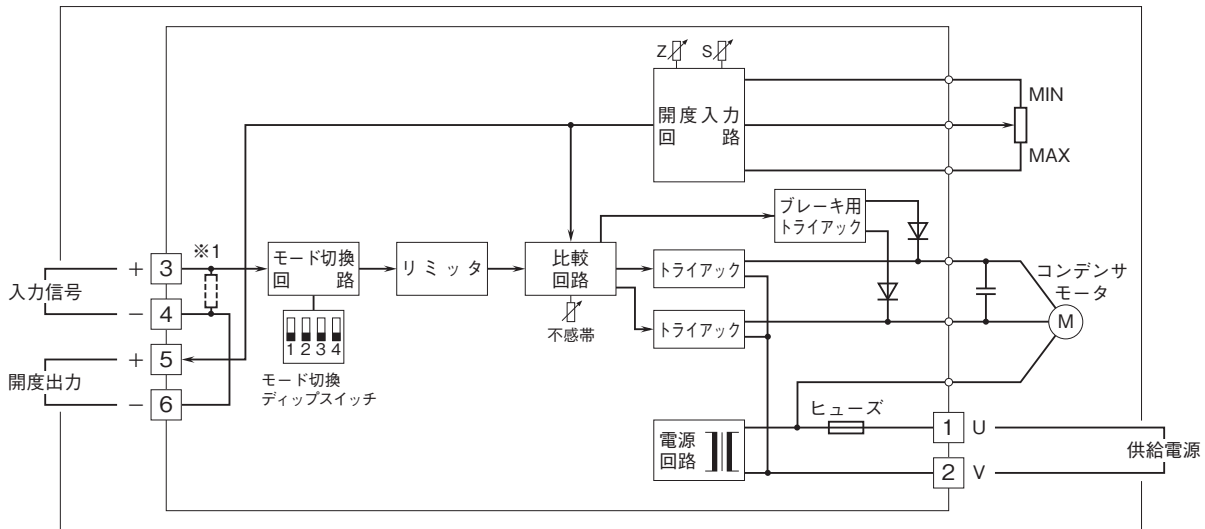 Z S
開度入力
回 路
MIN
MAX
ブレーキ用
トライアック
※1
+ 3
入力信号
− 4
+ 5
開度出力
− 6
モード切換
回 路
リミッタ
比較
回路
不感帯
トライアック
トライアック
コンデンサ
モータ
M
1 2 3 4
モード切換
ディップスイッチ
ヒューズ
電源
回路
1 U
2 V
供給電源